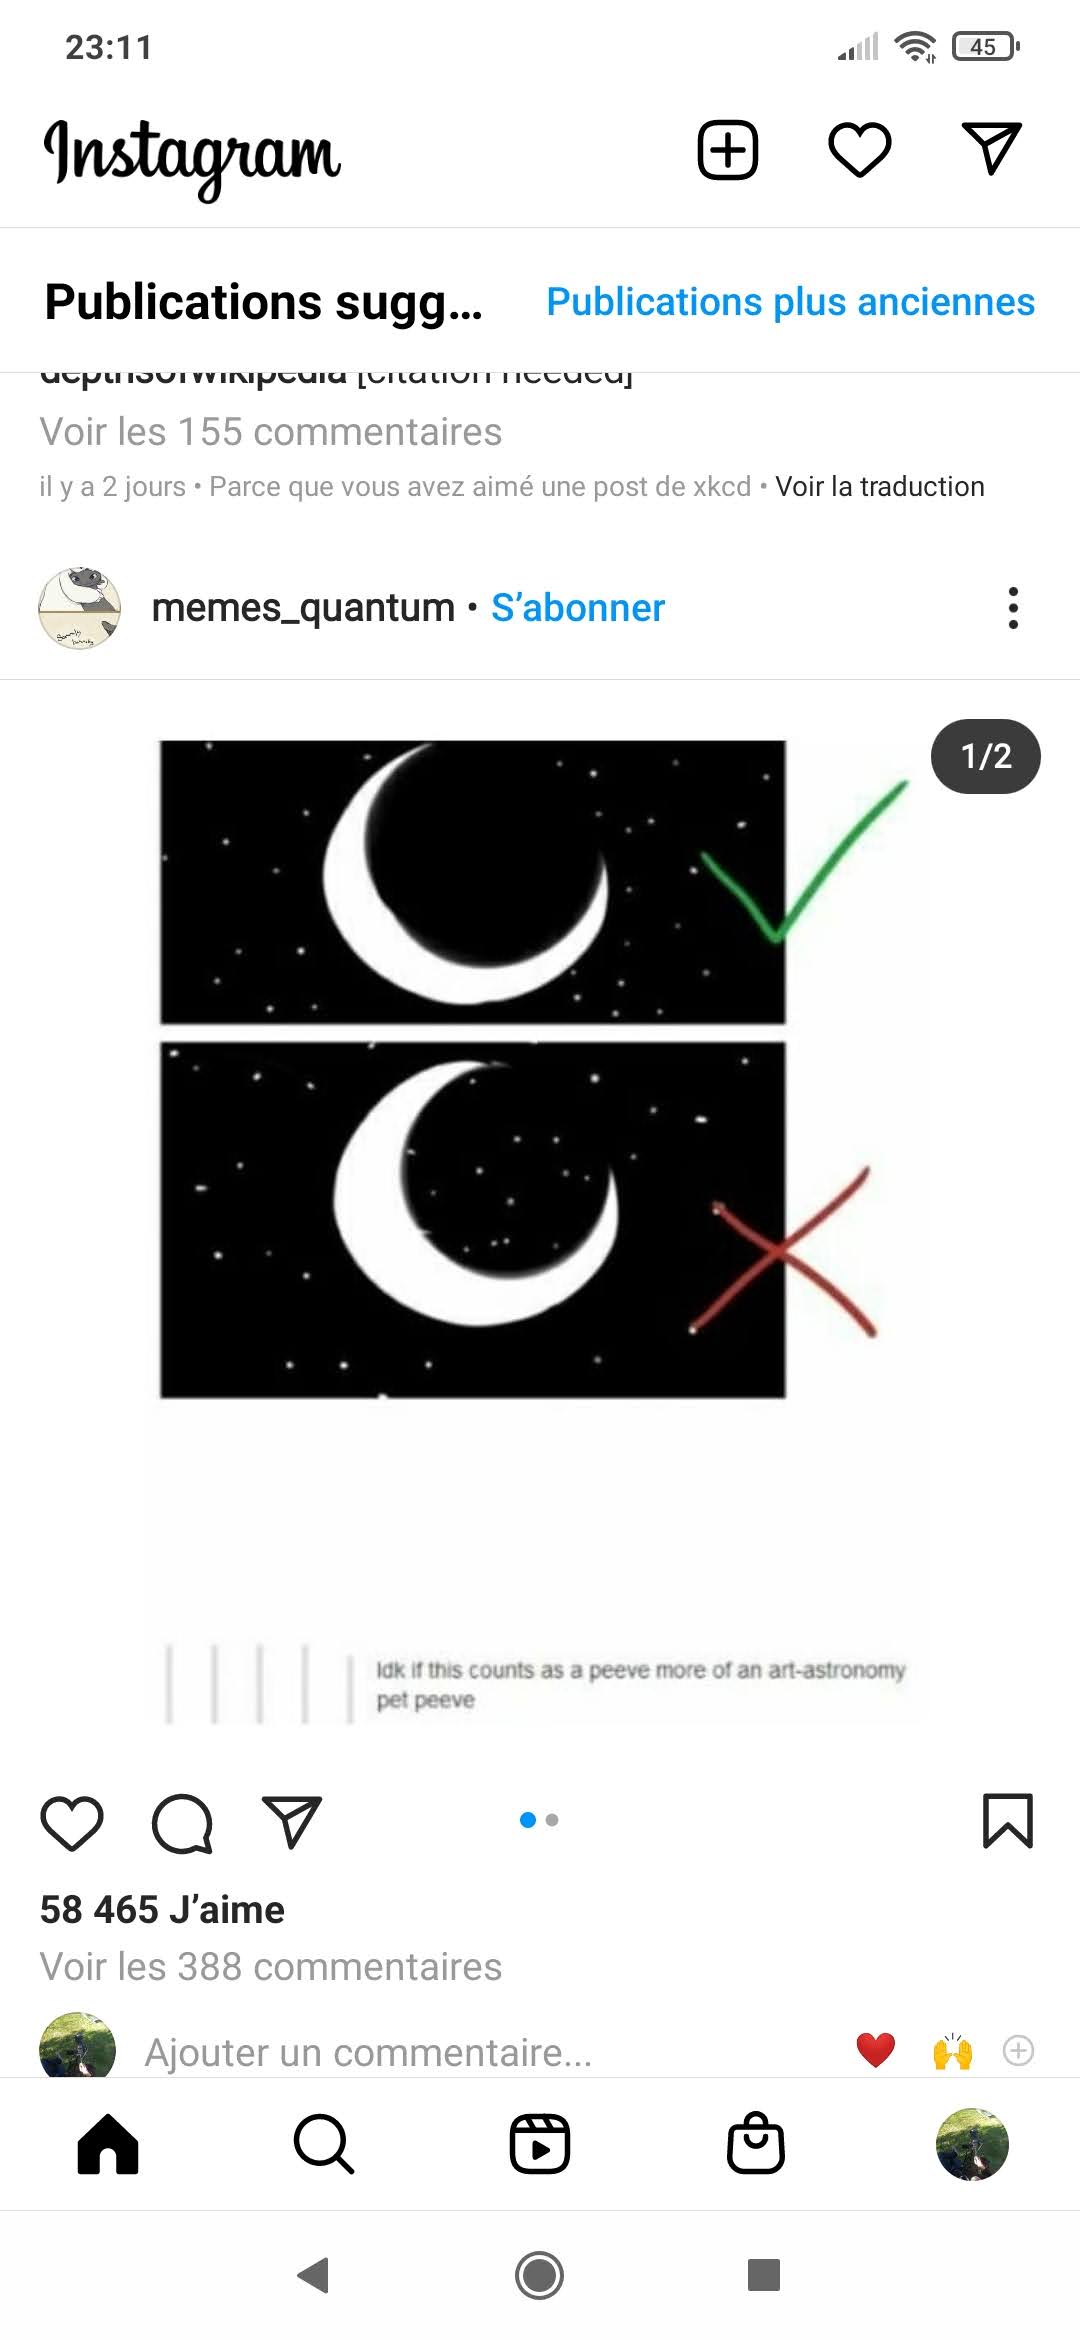 23:11
45
Instagram
Publications sugg... Publications plus anciennes
depthsofwikipedia [citation needed]
Voir les 155 commentaires
il y a 2 jours • Parce que vous avez aimé une post de xkcd • Voir la traduction
memes_quantum • S’abonner
1/2
Idk if this counts as a peeve more of an art-astronomy
pet peeve
58 465 J’aime
Voir les 388 commentaires
Ajouter un commentaire...